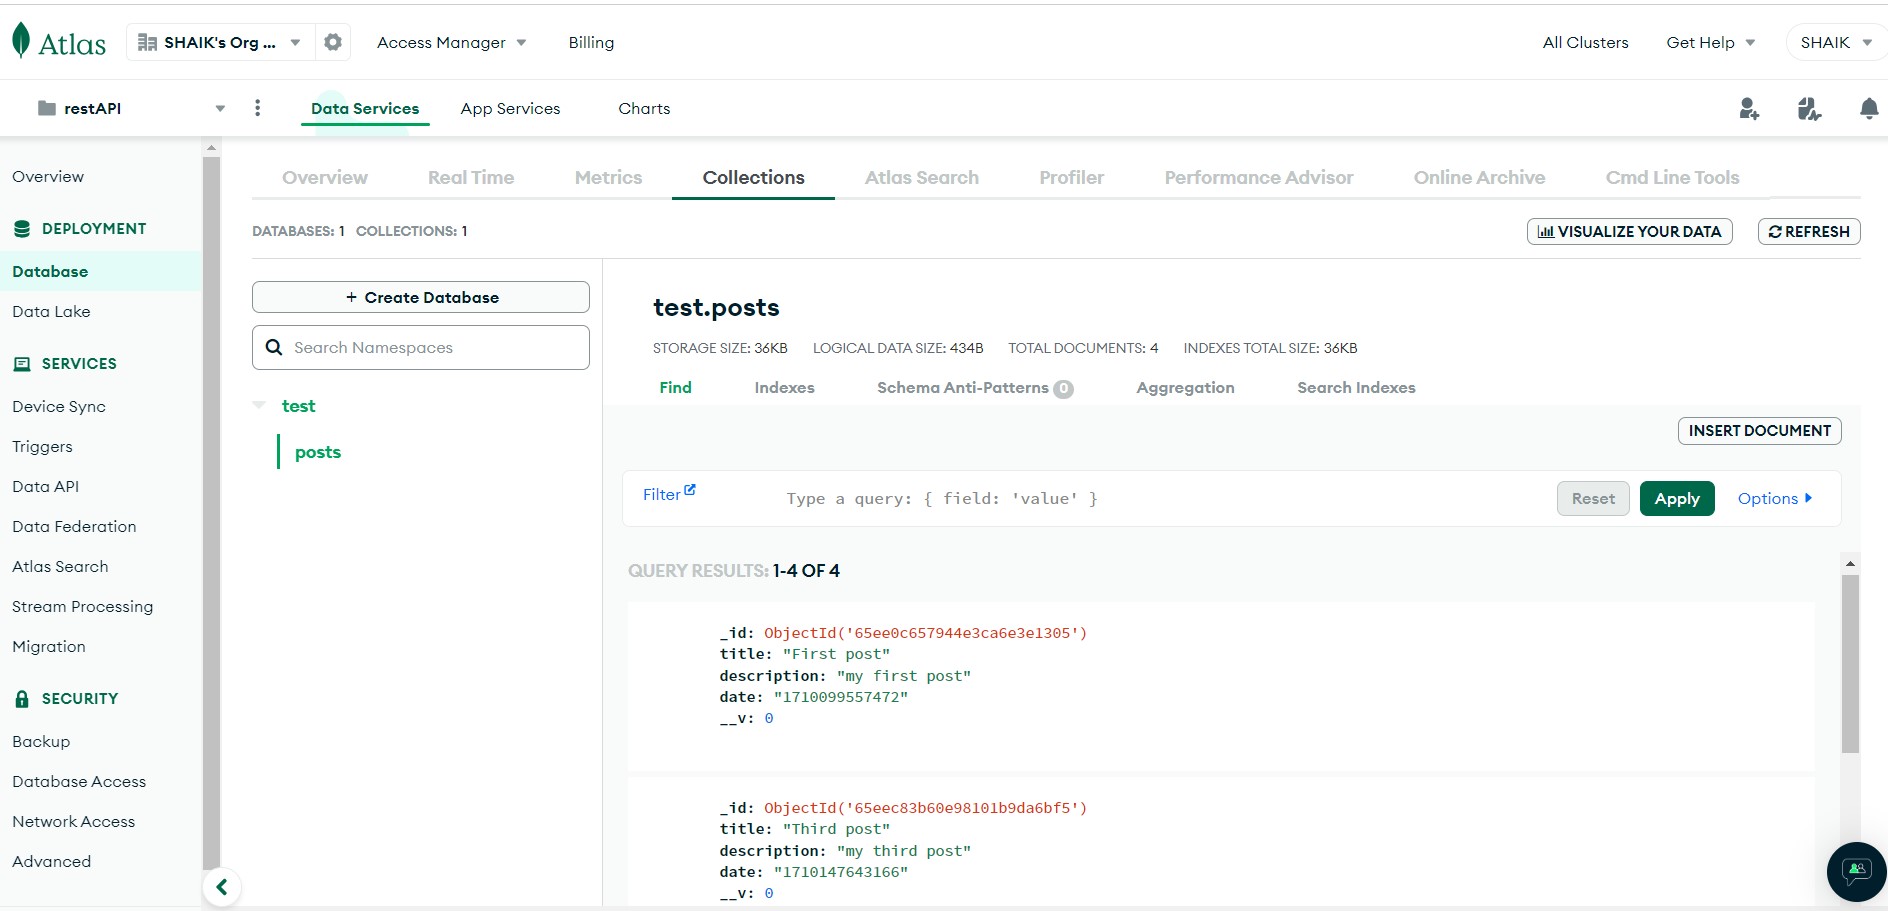 Atlas
SHAIK's Org ...
Access Manager
Billing
All Clusters
Get Help
SHAIK
restAPI
Data Services
App Services
Charts
Overview
DEPLOYMENT
Database
Data Lake
SERVICES
Device Sync
Triggers
Data API
Data Federation
Atlas Search
Stream Processing
Migration
SECURITY
Backup
Database Access
Network Access
Advanced
Overview
Real Time
Metrics
Collections
Atlas Search
Profiler
Performance Advisor
Online Archive
Cmd Line Tools
DATABASES: 1 COLLECTIONS: 1
VISUALIZE YOUR DATA
REFRESH
+ Create Database
Search Namespaces
test
posts
test.posts
STORAGE SIZE: 36KB LOGICAL DATA SIZE: 434B TOTAL DOCUMENTS: 4 INDEXES TOTAL SIZE: 36KB
Find
Indexes
Schema Anti-Patterns 0
Aggregation
Search Indexes
INSERT DOCUMENT
Filter
Type a query: { field: 'value' }
Reset
Apply
Options
QUERY RESULTS: 1-4 OF 4
_id: ObjectId('65ee0c657944e3ca6e3e1305')
title: "First post"
description: "my first post"
date: "1710099557472"
__v: 0
_id: ObjectId('65eec83b60e98101b9da6bf5')
title: "Third post"
description: "my third post"
date: "1710147643166"
__v: 0